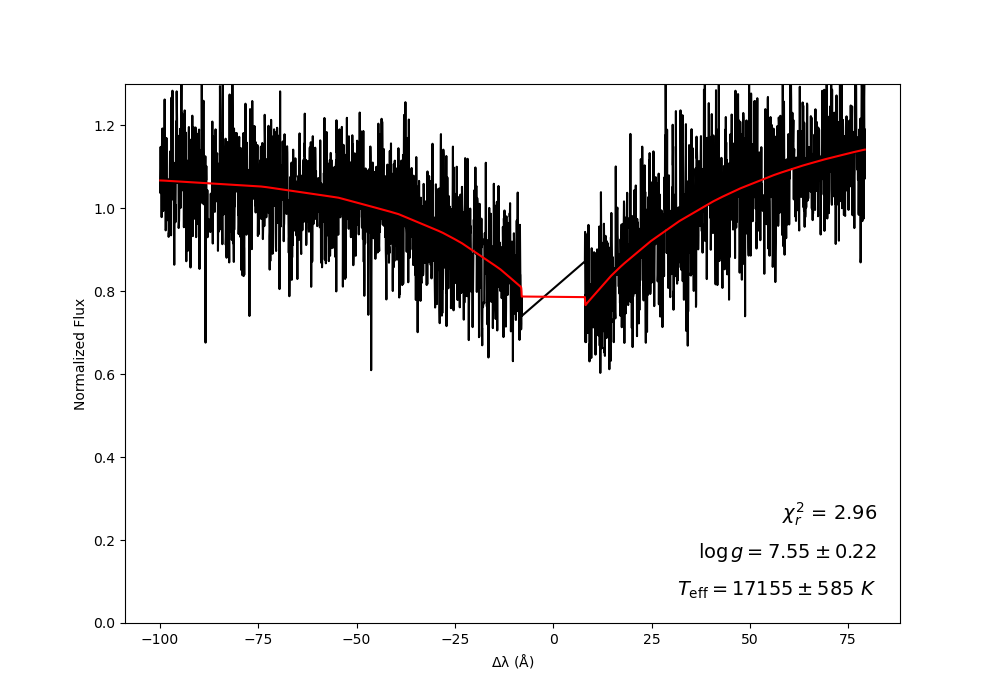 1.2
1.0
0.8
0.6
0.4
0.2
0.0
Normalized Flux
χ²ᵣ = 2.96
log g = 7.55 ± 0.22
T_eff = 17155 ± 585 K
−100 −75 −50 −25 0 25 50 75
Δλ (Å)